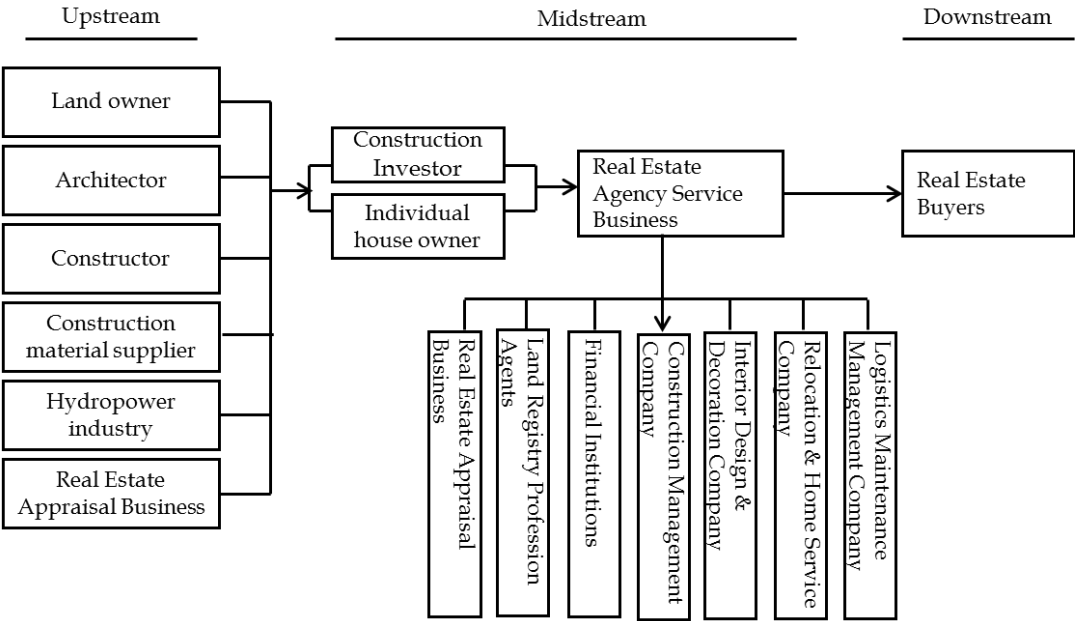 Upstream
Midstream
Downstream
Land owner
Architector
Constructor
Construction
material supplier
Hydropower
industry
Real Estate
Appraisal Business
Construction
Investor
Individual
house owner
Real Estate
Agency Service
Business
Real Estate
Buyers
Real Estate Appraisal
Business
Land Registry Profession
Agents
Financial Institutions
Construction Management
Company
Interior Design &
Decoration Company
Relocation & Home Service
Company
Logistics Maintenance
Management Company